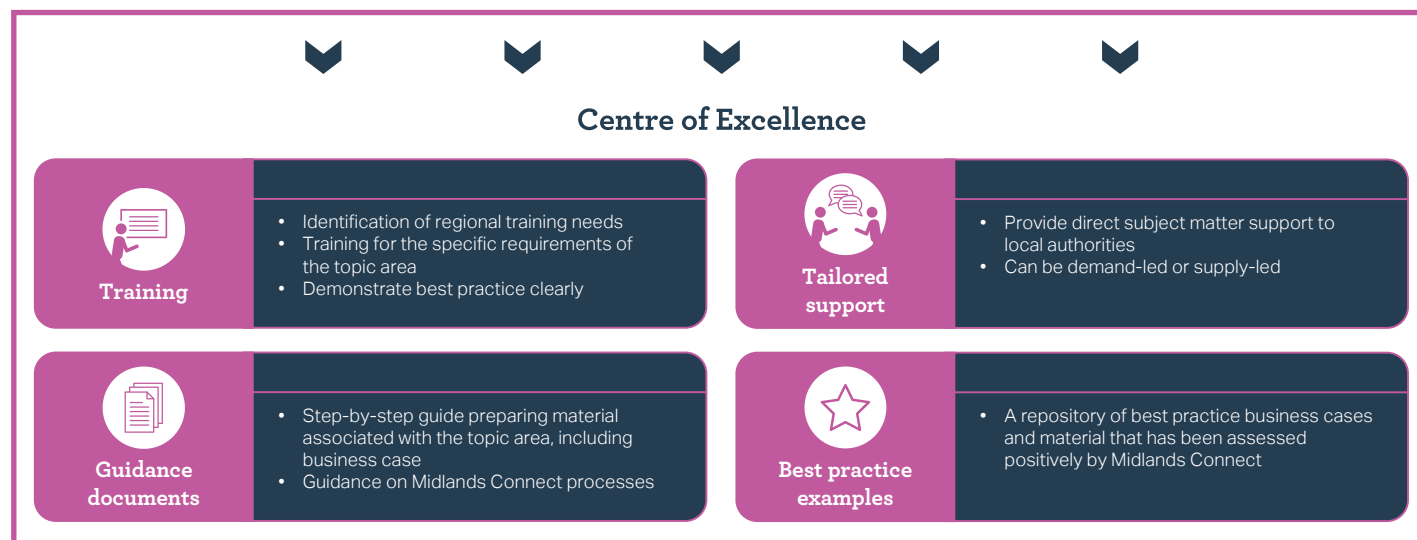 Centre of Excellence
Training
• Identification of regional training needs
• Training for the specific requirements of
the topic area
• Demonstrate best practice clearly
Tailored
support
• Provide direct subject matter support to
local authorities
• Can be demand-led or supply-led
Guidance
documents
• Step-by-step guide preparing material
associated with the topic area, including
business case
• Guidance on Midlands Connect processes
Best practice
examples
• A repository of best practice business cases
and material that has been assessed
positively by Midlands Connect